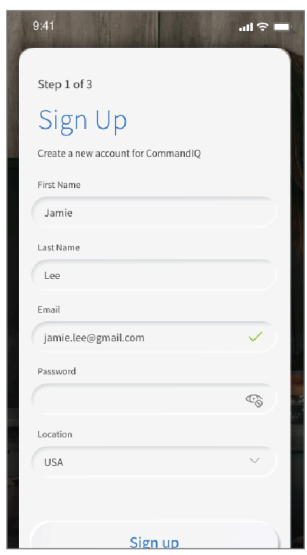 9:41
Step 1 of 3
Sign Up
Create a new account for CommandIQ
First Name
Jamie
Last Name
Lee
Email
jamie.lee@gmail.com
Password
Location
USA
Sign up